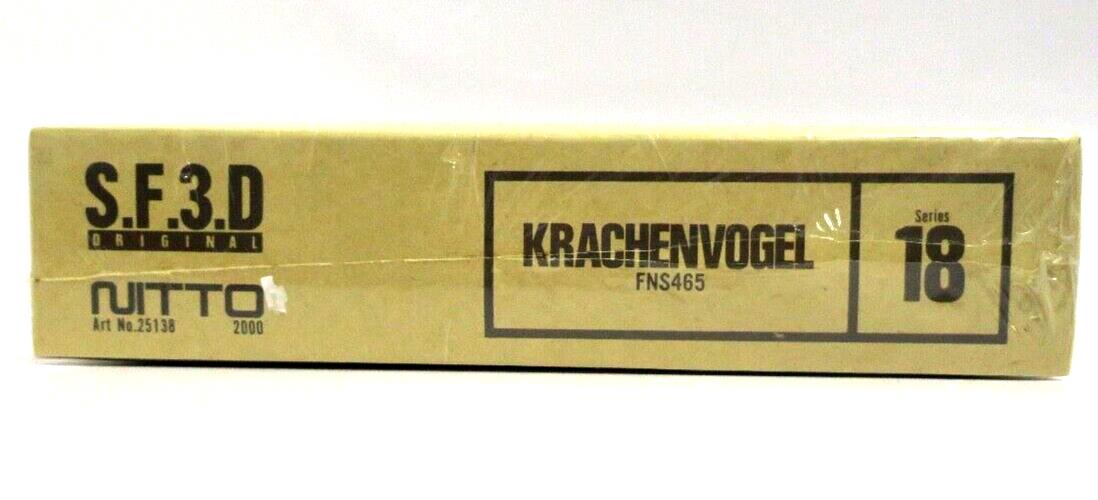 S.F.3.D
ORIGINAL
NITTO
Art No.25138 2000
KRACHENVOGEL
FNS465
Series
18